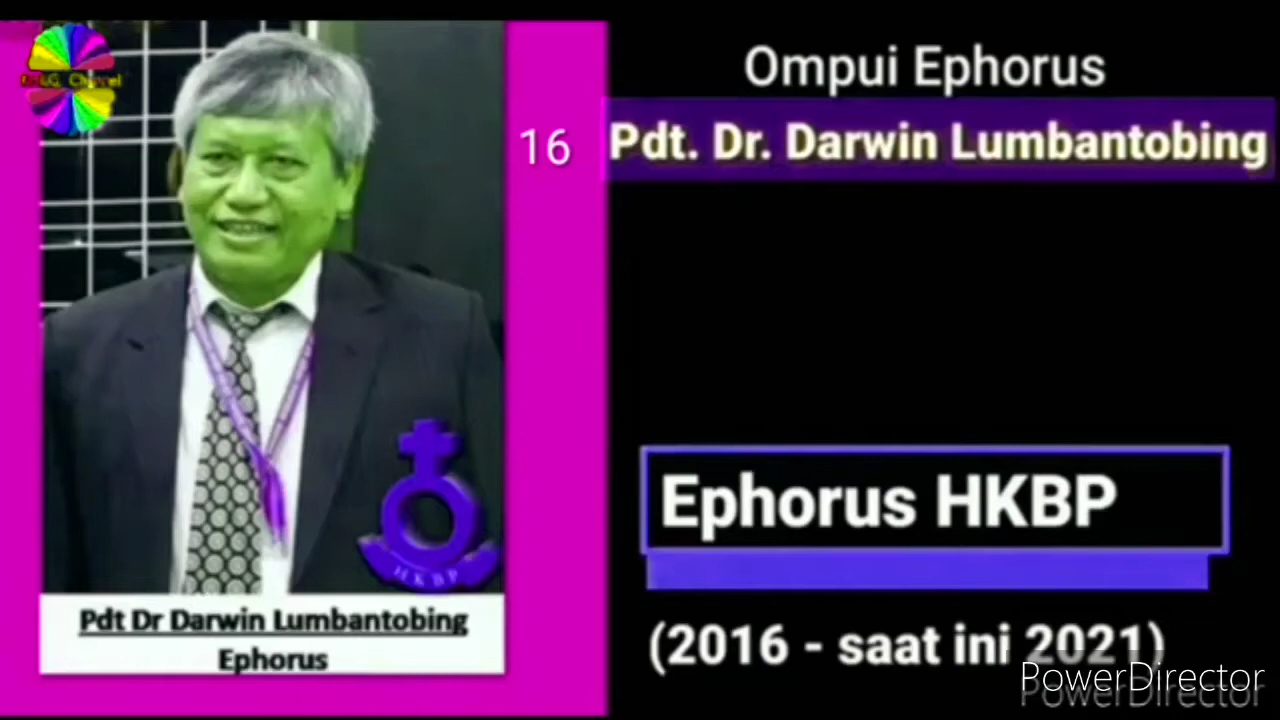 Ompui Ephorus
16
Pdt. Dr. Darwin Lumbantobing
Ephorus HKBP
(2016 - saat ini 2021)
HKBP
Pdt Dr Darwin Lumbantobing
Ephorus
PowerDirector